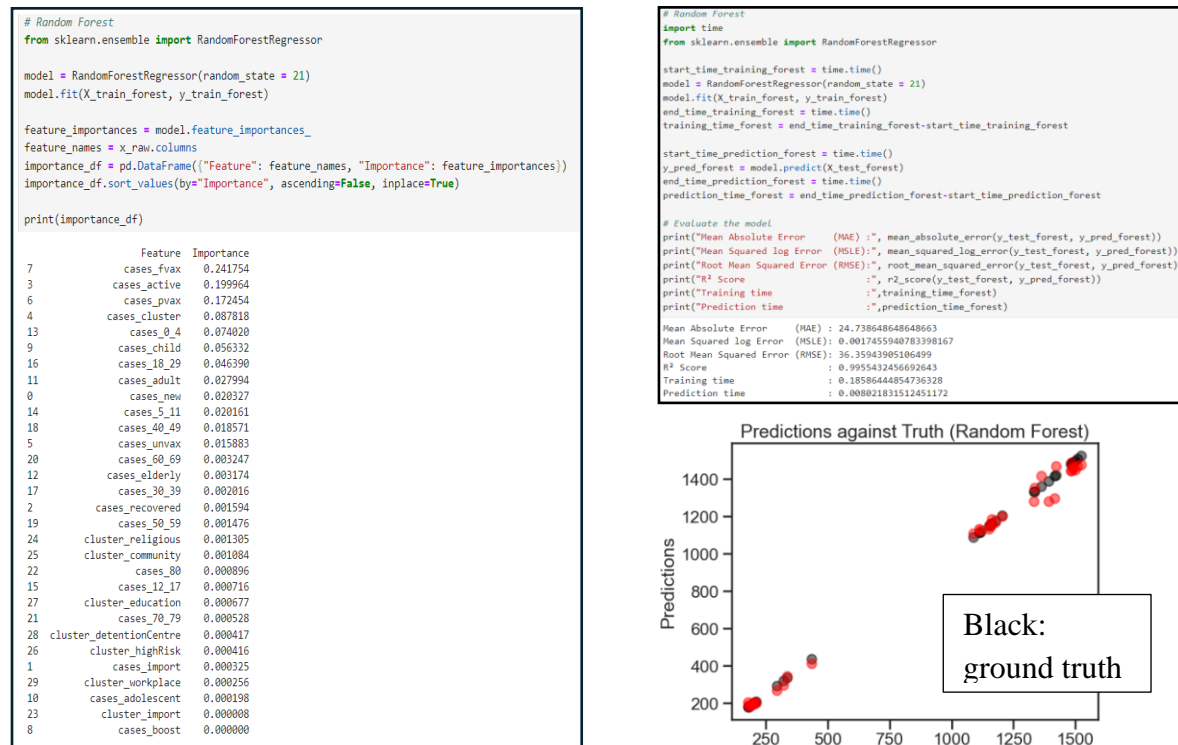 # Random Forest
from sklearn.ensemble import RandomForestRegressor
model = RandomForestRegressor(random_state = 21)
model.fit(X_train_forest, y_train_forest)
feature_importances = model.feature_importances_
feature_names = x_raw.columns
importance_df = pd.DataFrame({"Feature": feature_names, "Importance": feature_importances})
importance_df.sort_values(by="Importance", ascending=False, inplace=True)
print(importance_df)
Feature Importance
7 cases_fvax 0.241754
3 cases_active 0.199964
6 cases_pvax 0.172454
4 cases_cluster 0.087818
13 cases_0_4 0.074020
9 cases_child 0.056332
16 cases_18_29 0.046390
11 cases_adult 0.027994
0 cases_new 0.020327
14 cases_5_11 0.020161
18 cases_40_49 0.018571
5 cases_unvax 0.015883
20 cases_60_69 0.003247
12 cases_elderly 0.003174
17 cases_30_39 0.002016
2 cases_recovered 0.001594
19 cases_50_59 0.001476
24 cluster_religious 0.001305
25 cluster_community 0.001084
22 cases_80 0.000896
15 cases_12_17 0.000716
27 cluster_education 0.000677
21 cases_70_79 0.000528
28 cluster_detentionCentre 0.000417
26 cluster_highRisk 0.000416
1 cases_import 0.000325
29 cluster_workplace 0.000256
10 cases_adolescent 0.000198
23 cluster_import 0.000008
8 cases_boost 0.000000
# Random Forest
import time
from sklearn.ensemble import RandomForestRegressor
start_time_training_forest = time.time()
model = RandomForestRegressor(random_state = 21)
model.fit(X_train_forest, y_train_forest)
end_time_training_forest = time.time()
training_time_forest = end_time_training_forest-start_time_training_forest
start_time_prediction_forest = time.time()
y_pred_forest = model.predict(X_test_forest)
end_time_prediction_forest = time.time()
prediction_time_forest = end_time_prediction_forest-start_time_prediction_forest
# Evaluate the model
print("Mean Absolute Error (MAE) :", mean_absolute_error(y_test_forest, y_pred_forest))
print("Mean Squared log Error (MSLE):", mean_squared_log_error(y_test_forest, y_pred_forest))
print("Root Mean Squared Error (RMSE):", root_mean_squared_error(y_test_forest, y_pred_forest)
print("R² Score :", r2_score(y_test_forest, y_pred_forest))
print("Training time :",training_time_forest)
print("Prediction time :",prediction_time_forest)
Mean Absolute Error (MAE) : 24.738648648648663
Mean Squared log Error (MSLE): 0.0017455940783398167
Root Mean Squared Error (RMSE): 36.35943905106499
R² Score : 0.9955432456692643
Training time : 0.18586444854736328
Prediction time : 0.008021831512451172
Predictions against Truth (Random Forest)
Predictions
1400
1200
1000
800
600
400
200
250 500 750 1000 1250 1500
Black:
ground truth